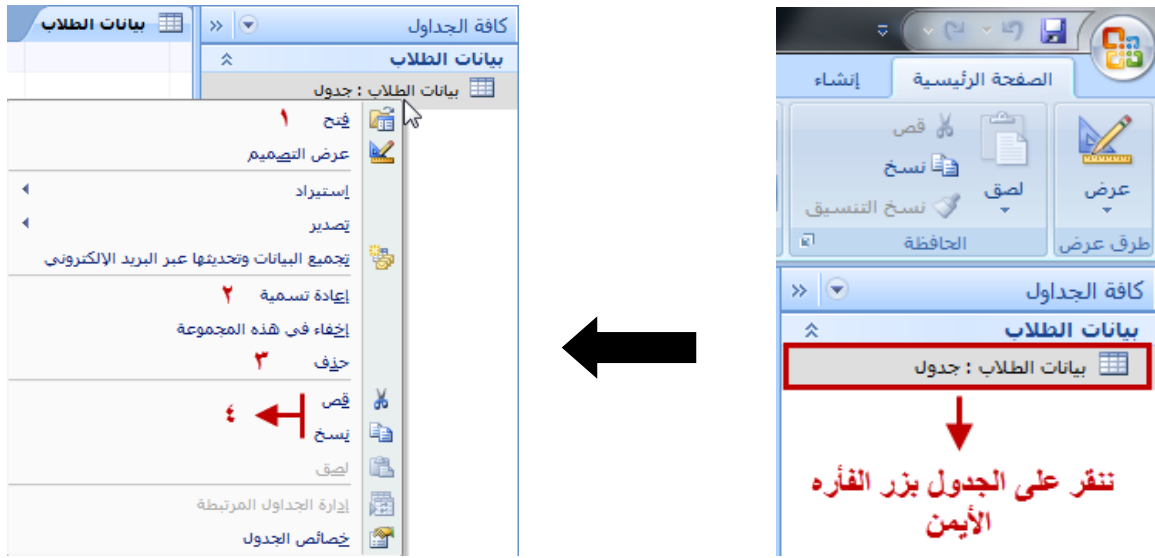 الصفحة الرئيسية
إنشاء
عرض
لصق
قص
نسخ
نسخ التنسيق
طرق عرض
الحافظة
كافة الجداول
بيانات الطلاب
بيانات الطلاب : جدول
ننقر على الجدول بزر الفأره
الأيمن
كافة الجداول
بيانات الطلاب
بيانات الطلاب
بيانات الطلاب : جدول
فتح ١
عرض التصميم
إستيراد
تصدير
تجميع البيانات وتحديثها عبر البريد الإلكتروني
إعادة تسمية ٢
إخفاء في هذه المجموعة
حذف ٣
قص
٤
نسخ
لصق
إدارة الجداول المرتبطة
خصائص الجدول